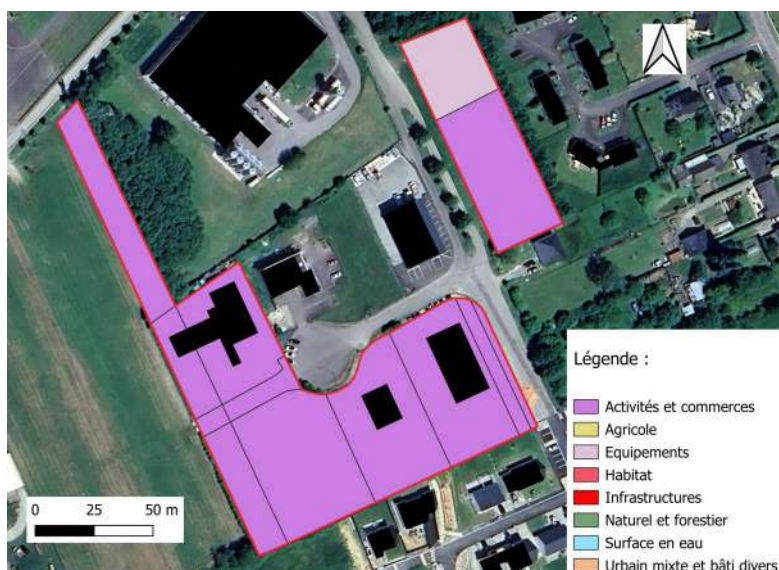 Légende :
Activités et commerces
Agricole
Equipements
Habitat
Infrastructures
Naturel et forestier
Surface en eau
Urbain mixte et bâti divers
0 25 50 m